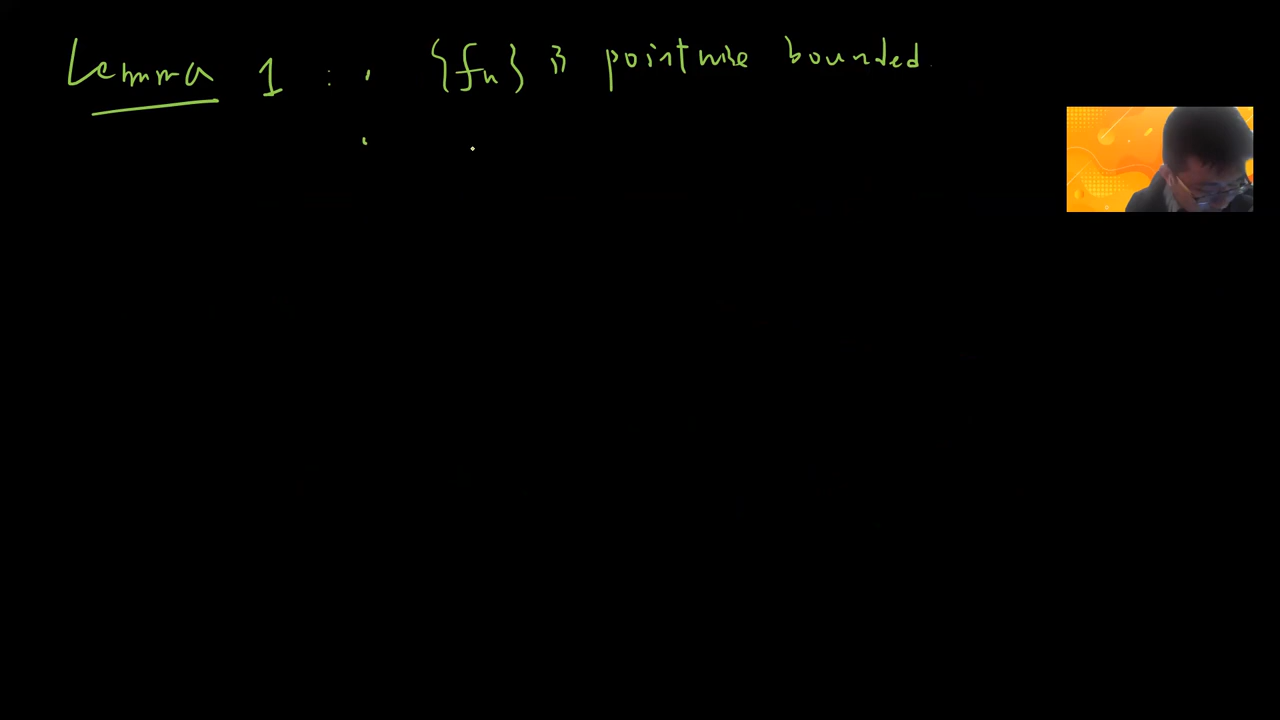 Lemma 1 : • {fn} is pointwise bounded.
•